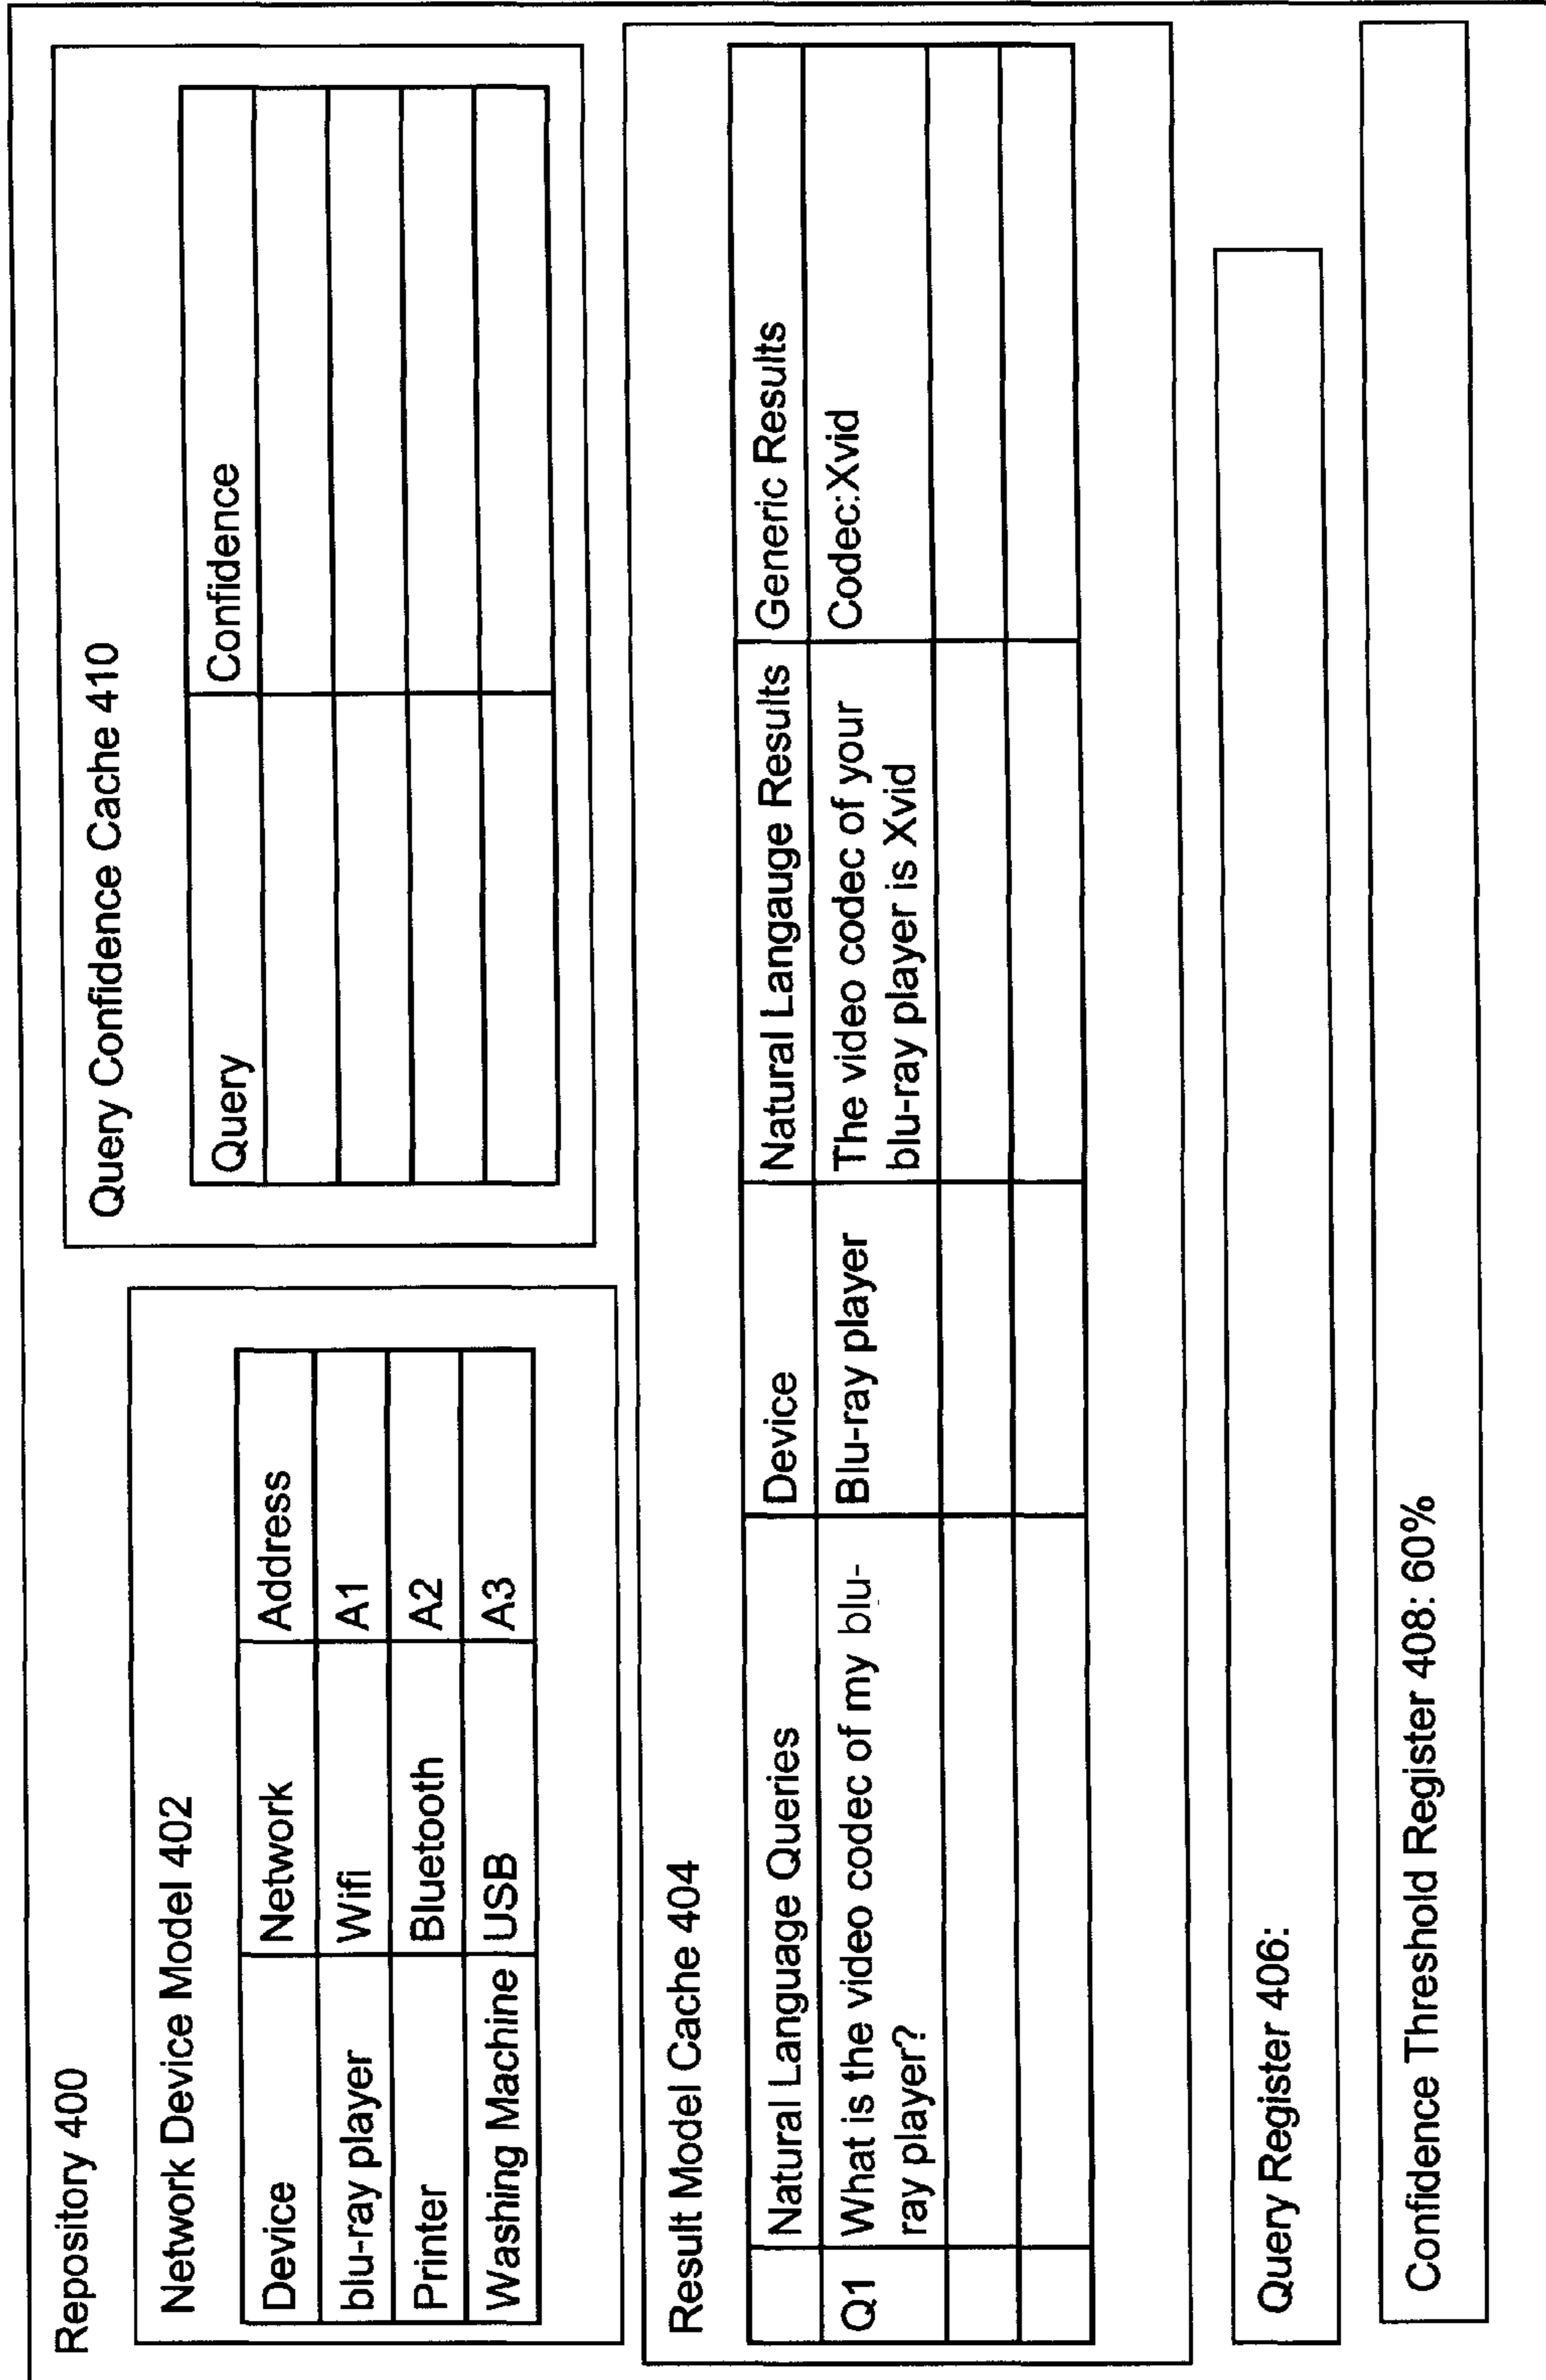 Repository 400
Network Device Model 402
Device Network Address
blu-ray player Wifi A1
Printer Bluetooth A2
Washing Machine USB A3
Query Confidence Cache 410
Query Confidence
Result Model Cache 404
Natural Language Queries Device Natural Langauge Results Generic Results
Q1 What is the video codec of my blu- Blu-ray player The video codec of your Codec:Xvid
ray player? blu-ray player is Xvid
Query Register 406:
Confidence Threshold Register 408: 60%